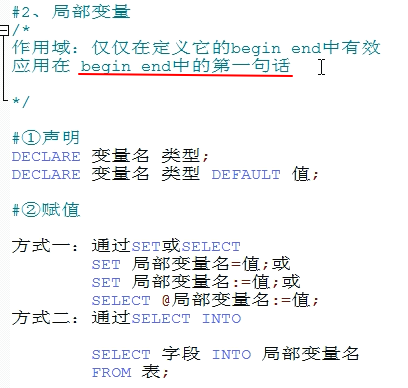 #2、局部变量
/*
作用域：仅仅在定义它的begin end中有效
应用在 begin end中的第一句话
*/
#①声明
DECLARE 变量名 类型;
DECLARE 变量名 类型 DEFAULT 值;
#②赋值
方式一：通过SET或SELECT
SET 局部变量名=值;或
SET 局部变量名:=值;或
SELECT @局部变量名:=值;
方式二：通过SELECT INTO
SELECT 字段 INTO 局部变量名
FROM 表;